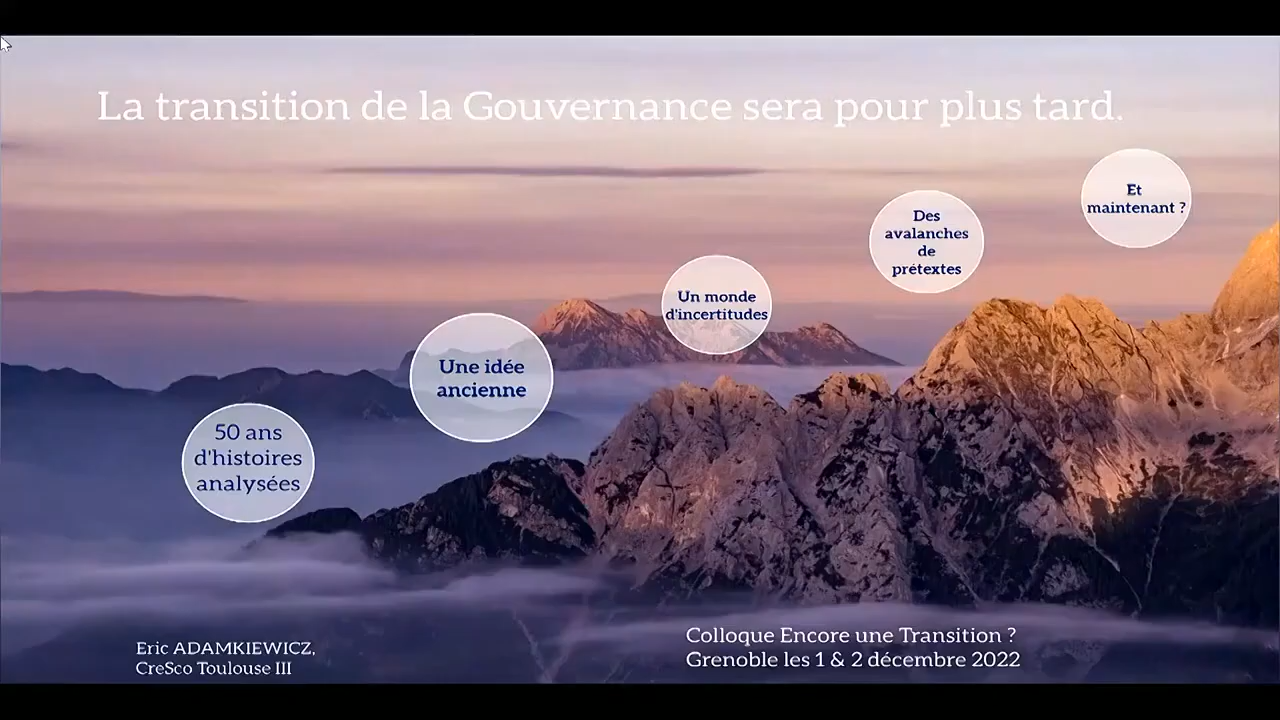 La transition de la Gouvernance sera pour plus tard.
50 ans
d'histoires
analysées
Une idée
ancienne
Un monde
d'incertitudes
Des
avalanches
de
prétextes
Et
maintenant ?
Eric ADAMKIEWICZ,
CreSco Toulouse III
Colloque Encore une Transition ?
Grenoble les 1 & 2 décembre 2022